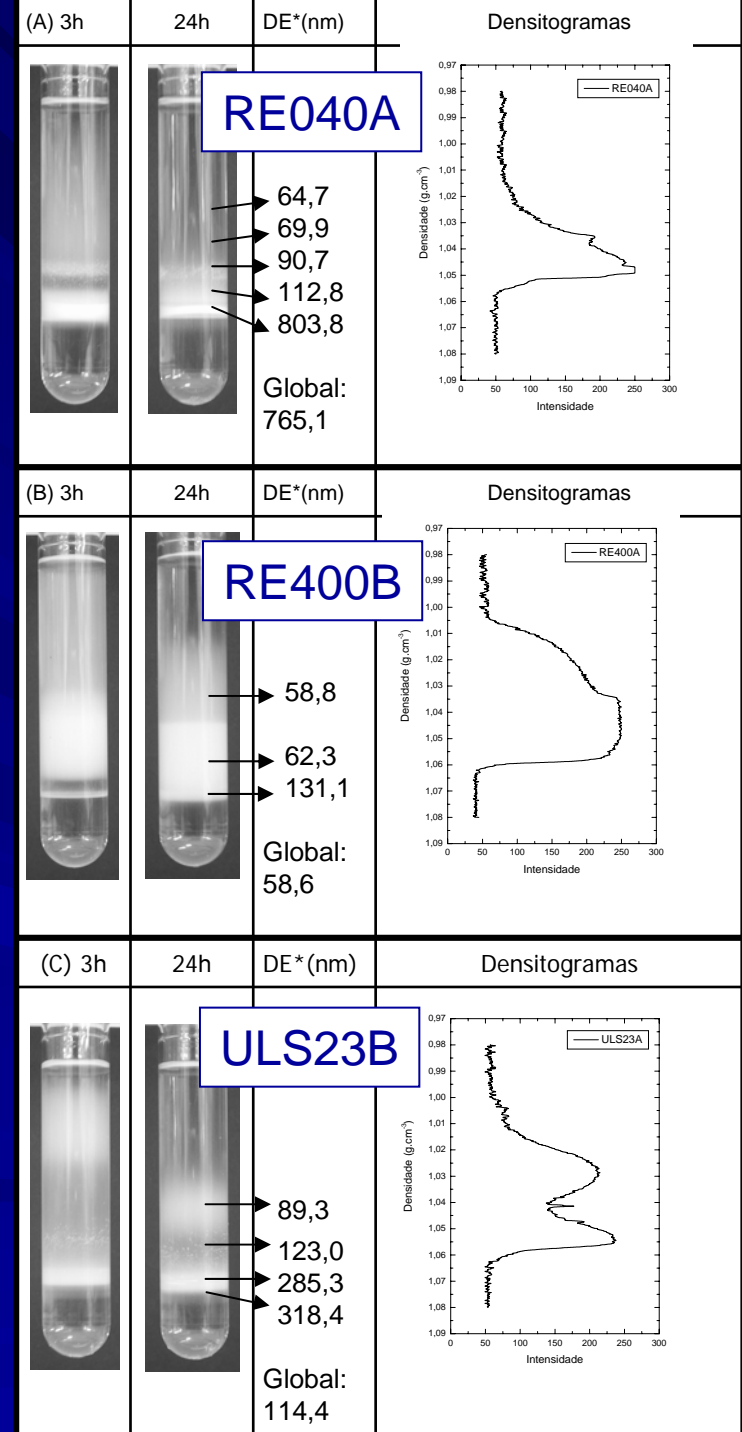 (A) 3h 24h DE*(nm) Densitogramas
RE040A
64,7
69,9
90,7
112,8
803,8
Global:
765,1
0,97
0,98
0,99
1,00
1,01
1,02
1,03
1,04
1,05
1,06
1,07
1,08
1,09
Densidade (g.cm-3)
RE040A
0 50 100 150 200 250 300
Intensidade
(B) 3h 24h DE*(nm) Densitogramas
RE400B
58,8
62,3
131,1
Global:
58,6
0,97
0,98
0,99
1,00
1,01
1,02
1,03
1,04
1,05
1,06
1,07
1,08
1,09
Densidade (g.cm-3)
RE400A
0 50 100 150 200 250 300
Intensidade
(C) 3h 24h DE*(nm) Densitogramas
ULS23B
89,3
123,0
285,3
318,4
Global:
114,4
0,97
0,98
0,99
1,00
1,01
1,02
1,03
1,04
1,05
1,06
1,07
1,08
1,09
Densidade (g.cm-3)
ULS23A
0 50 100 150 200 250 300
Intensidade